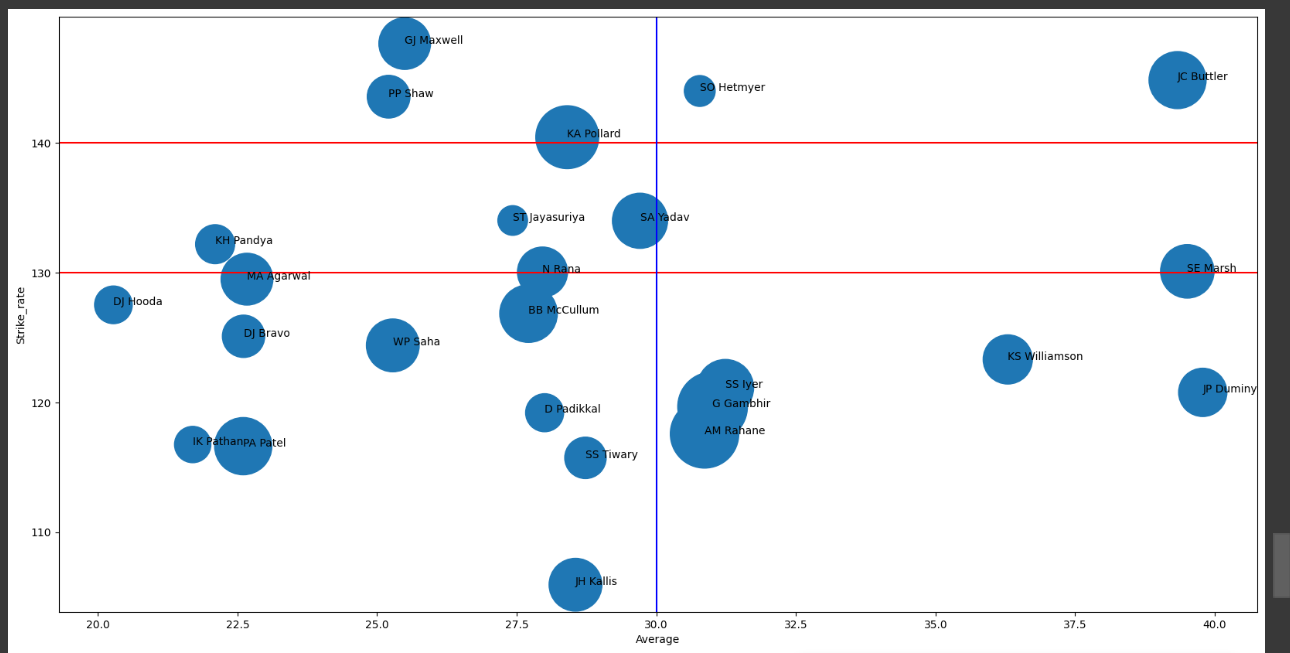 GJ Maxwell
JC Buttler
SO Hetmyer
PP Shaw
KA Pollard
140
ST Jayasuriya
SA Yadav
KH Pandya
N Rana
SE Marsh
130
MA Agarwal
DJ Hooda
BB McCullum
Strike_rate
DJ Bravo
WP Saha
KS Williamson
SS Iyer
JP Duminy
120
G Gambhir
D Padikkal
AM Rahane
IK Pathan
PA Patel
SS Tiwary
110
JH Kallis
20.0 22.5 25.0 27.5 30.0 32.5 35.0 37.5 40.0
Average